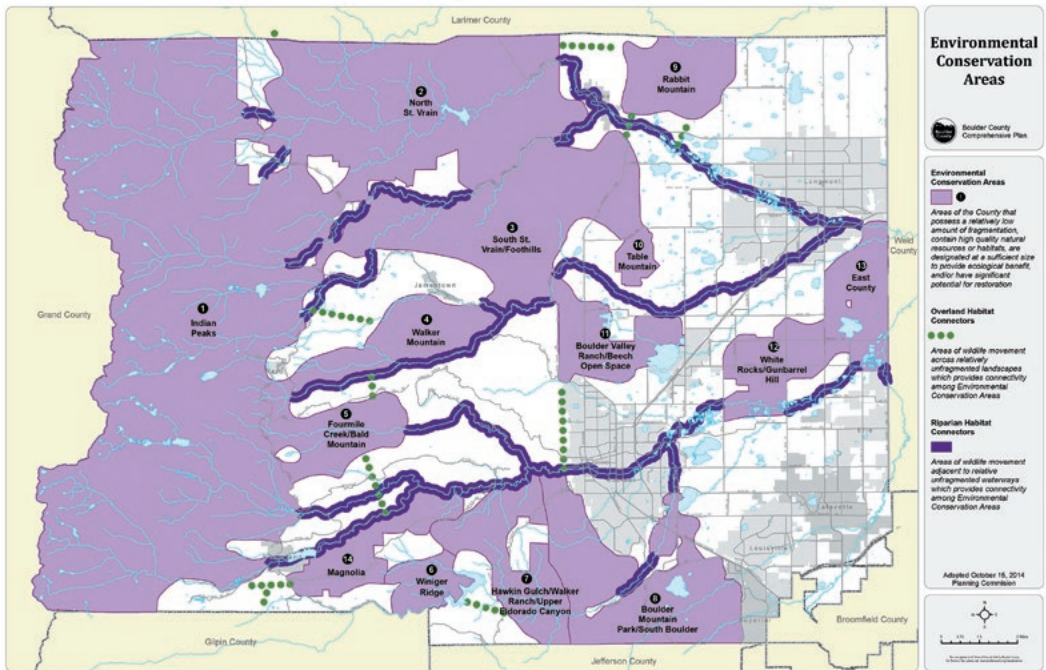 Larimer County
Environmental
Conservation
Areas
Boulder County
Comprehensive Plan
Environmental
Conservation Areas
1
Areas of the County that
possess a relatively low
amount of fragmentation,
contain high quality natural
resources or habitats, are
designated at a sufficient size
to provide ecological benefit,
and/or have significant
potential for restoration
Overland Habitat
Connectors
Areas of wildlife movement
across relatively
unfragmented landscapes
which provides connectivity
among Environmental
Conservation Areas
Riparian Habitat
Connectors
Areas of wildlife movement
adjacent to relative
unfragmented waterways
which provides connectivity
among Environmental
Conservation Areas
Adopted October 15, 2014
Planning Commision
9
Rabbit
Mountain
2
North
St. Vrain
Longmont
3
South St.
Vrain/Foothills
10
Table
Mountain
Weld
County
13
East
County
Jamestown
Grand County
1
Indian
Peaks
4
Walker
Mountain
11
Boulder Valley
Ranch/Beech
Open Space
12
White
Rocks/Gunbarrel
Hill
Ward
5
Fourmile
Creek/Bald
Mountain
Erie
Lafayette
Louisville
14
Magnolia
6
Winiger
Ridge
7
Hawkin Gulch/Walker
Ranch/Upper
Eldorado Canyon
8
Boulder
Mountain
Park/South Boulder
Superior
Broomfield County
Gilpin County
Jefferson County